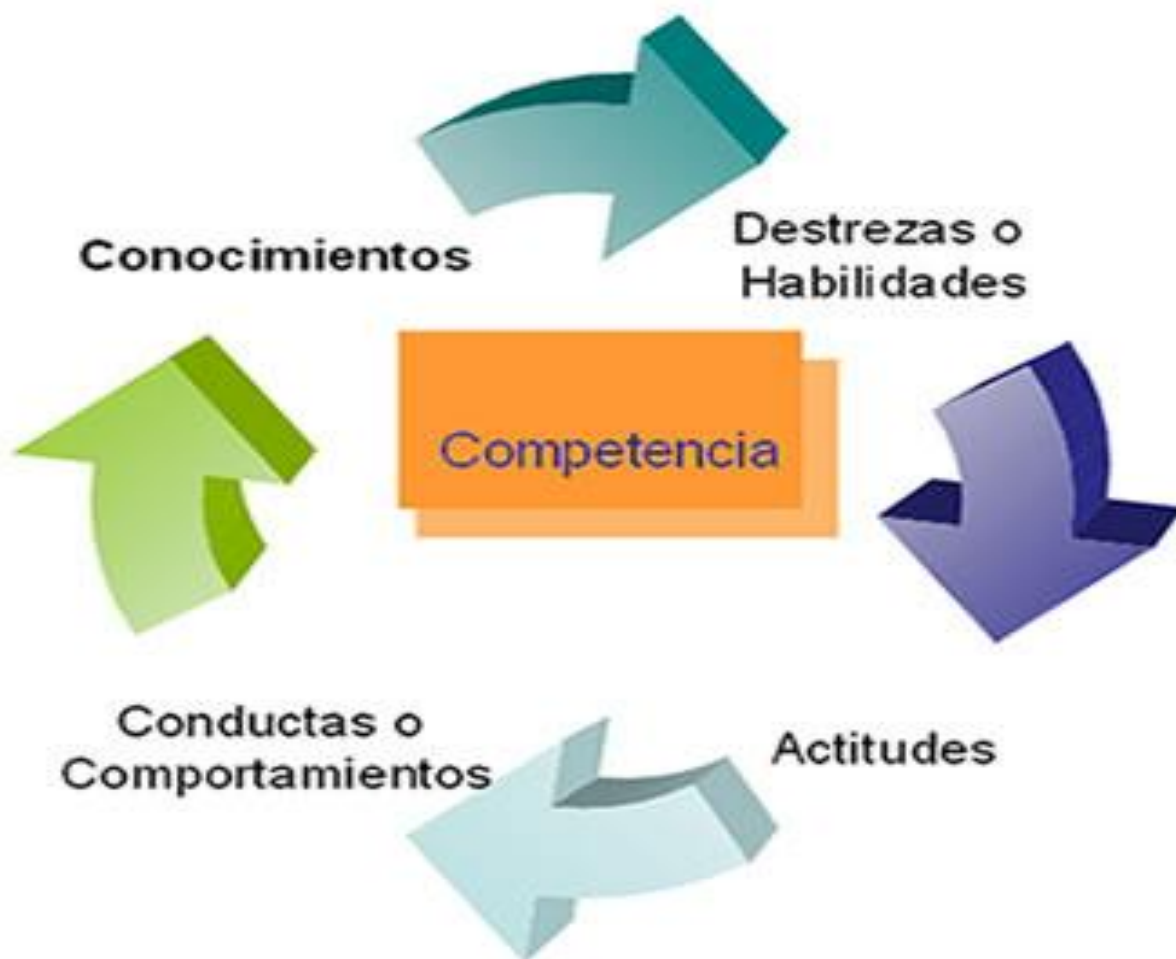 Conocimientos
Destrezas o
Habilidades
Competencia
Conductas o
Comportamientos
Actitudes